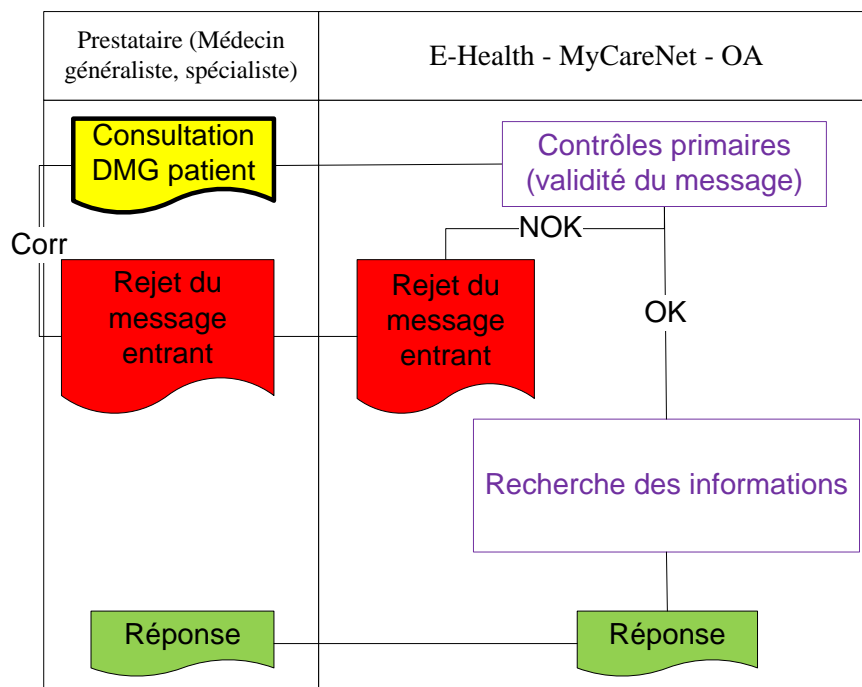 Prestataire (Médecin
généraliste, spécialiste)
E-Health - MyCareNet - OA
Consultation
DMG patient
Contrôles primaires
(validité du message)
NOK
Corr
Rejet du
message
entrant
Rejet du
message
entrant
OK
Recherche des informations
Réponse
Réponse